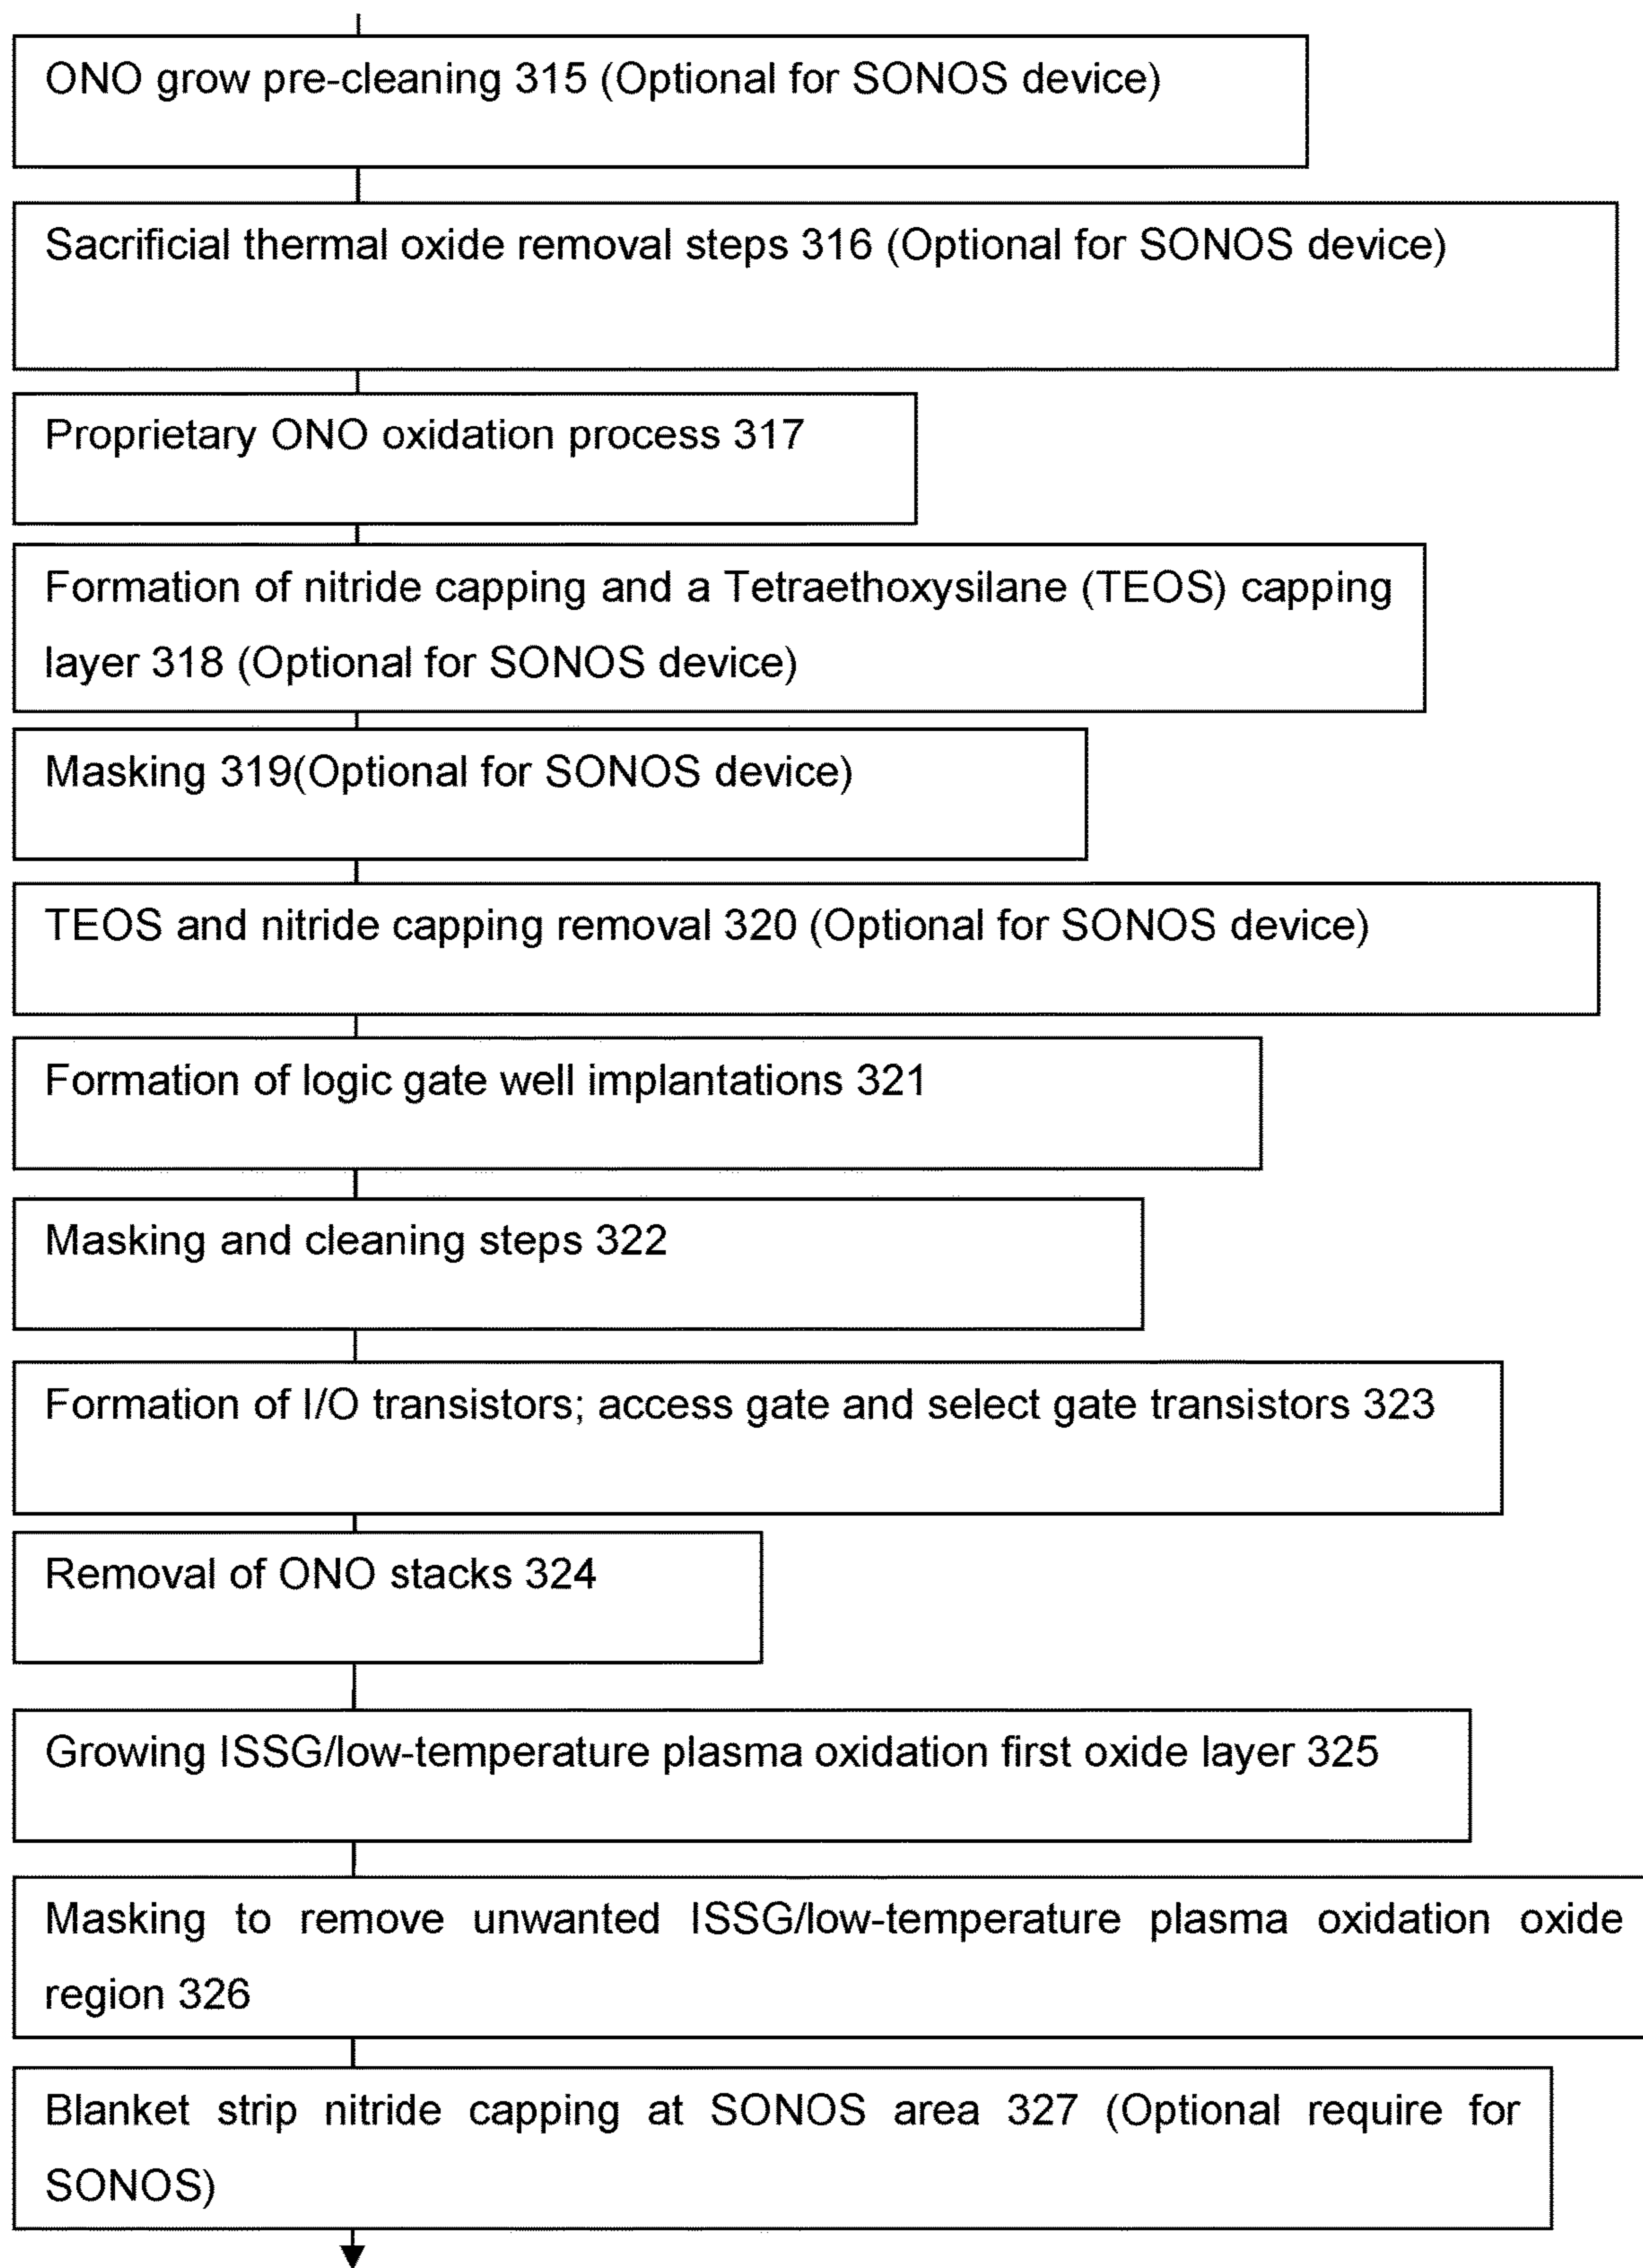 ONO grow pre-cleaning 315 (Optional for SONOS device)
Sacrificial thermal oxide removal steps 316 (Optional for SONOS device)
Proprietary ONO oxidation process 317
Formation of nitride capping and a Tetraethoxysilane (TEOS) capping
layer 318 (Optional for SONOS device)
Masking 319(Optional for SONOS device)
TEOS and nitride capping removal 320 (Optional for SONOS device)
Formation of logic gate well implantations 321
Masking and cleaning steps 322
Formation of I/O transistors; access gate and select gate transistors 323
Removal of ONO stacks 324
Growing ISSG/low-temperature plasma oxidation first oxide layer 325
Masking to remove unwanted ISSG/low-temperature plasma oxidation oxide
region 326
Blanket strip nitride capping at SONOS area 327 (Optional require for
SONOS)